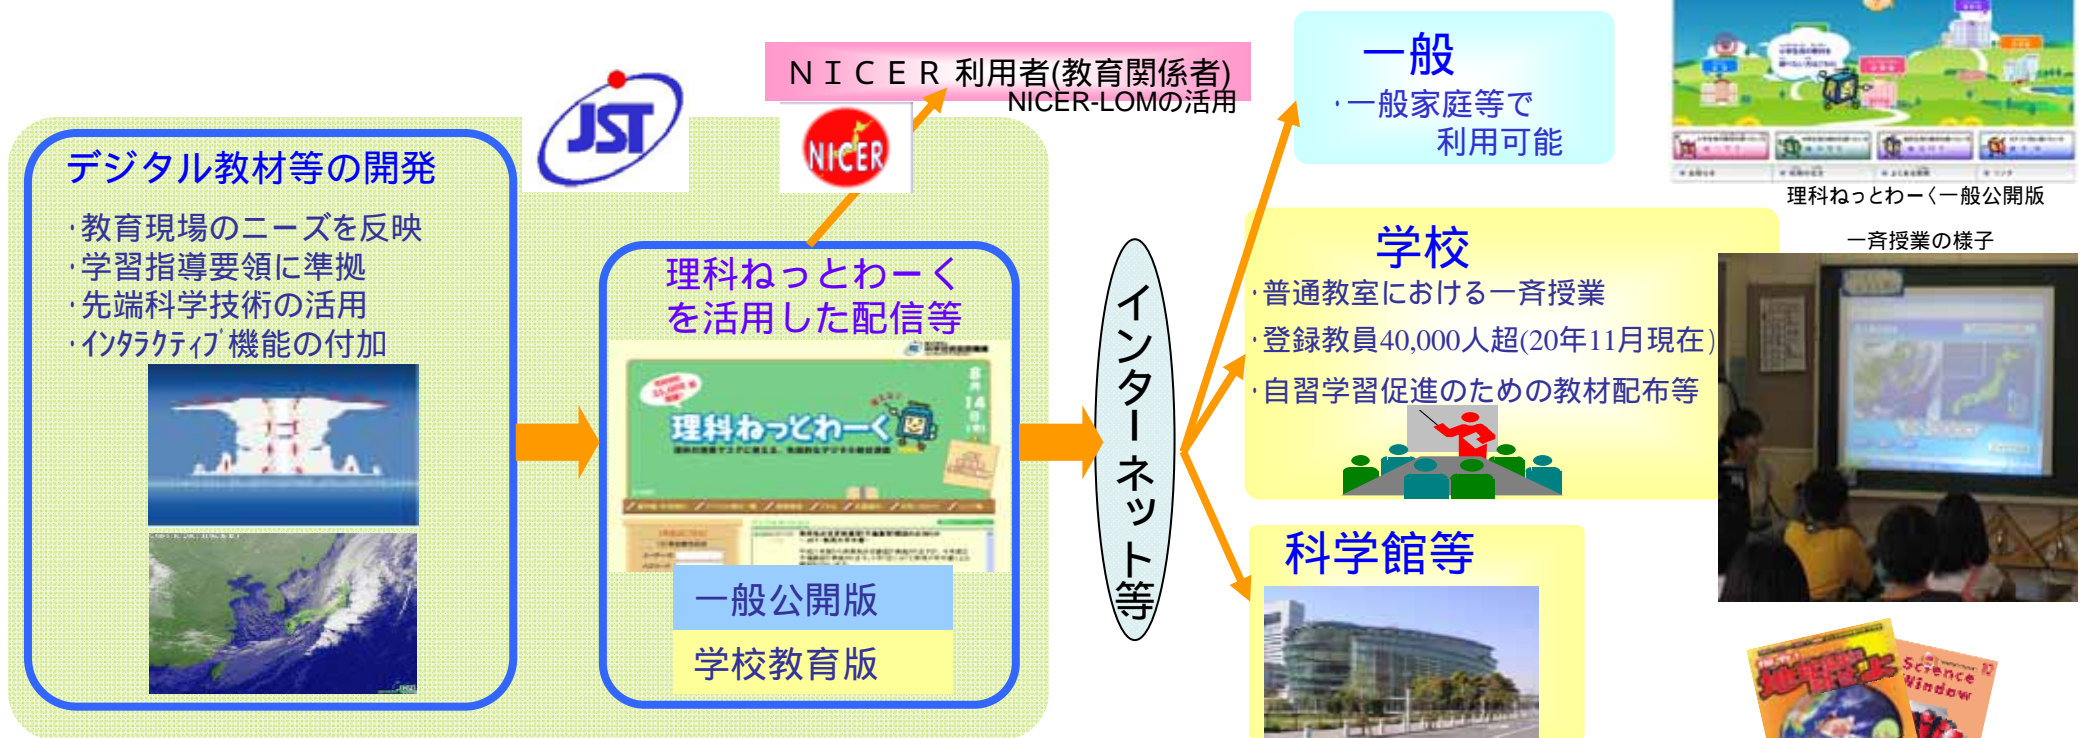 デジタル教材等の開発
・教育現場のニーズを反映
・学習指導要領に準拠
・先端科学技術の活用
・ｲﾝﾀﾗｸﾃｨﾌﾞ機能の付加
JST
ＮＩＣＥＲ 利用者(教育関係者)
NICER-LOMの活用
NICER
理科ねっとわーく
を活用した配信等
8
月
14
日
理科ねっとわーく
一般公開版
学校教育版
インターネット等
一般
・一般家庭等で
利用可能
学校
・普通教室における一斉授業
・登録教員40,000人超(20年11月現在)
・自習学習促進のための教材配布等
科学館等
理科ねっとわーく一般公開版
一斉授業の様子
Science
Window